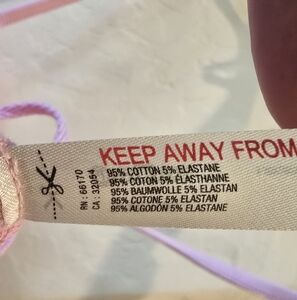 KEEP AWAY FROM
95% COTTON 5% ELASTANE
95% COTON 5% ÉLASTHANNE
95% BAUMWOLLE 5% ELASTAN
95% COTONE 5% ELASTAN
95% ALGODÓN 5% ELASTANE
RN : 66170
CA : 32054